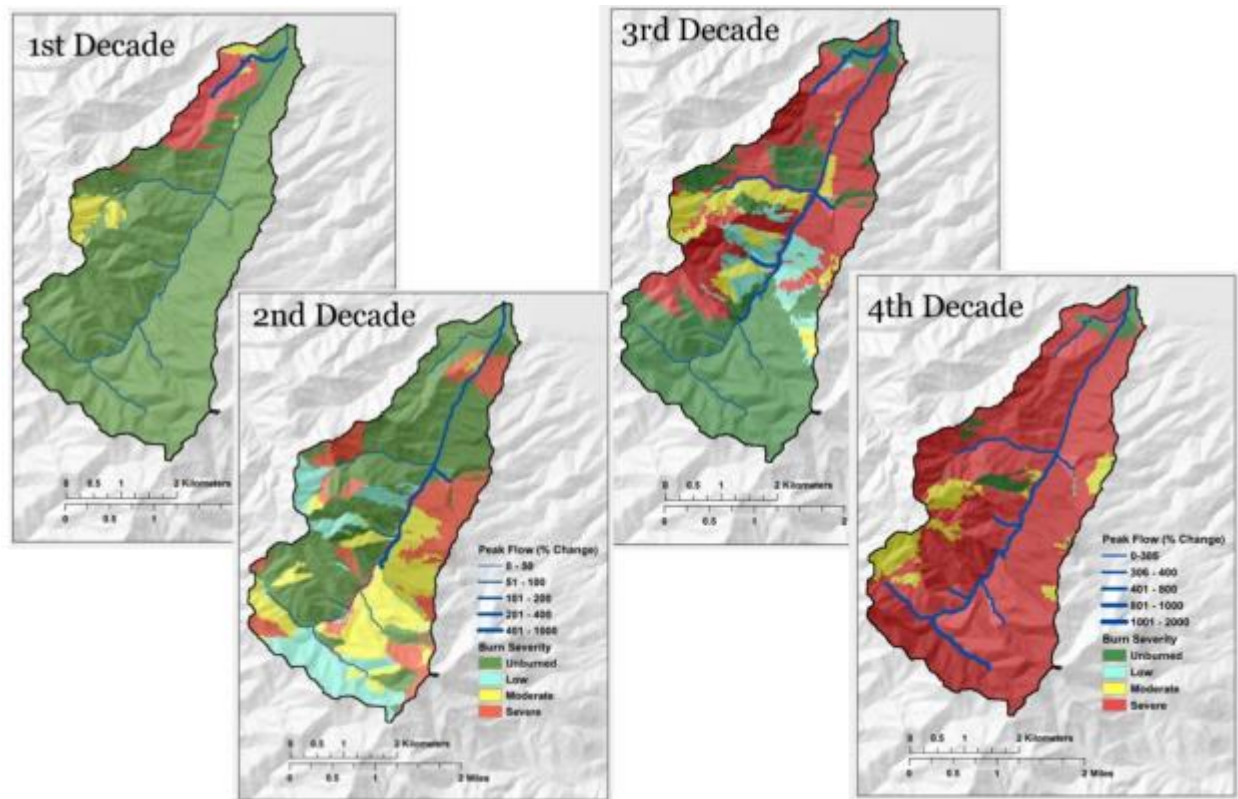 1st Decade
0 0.5 1 2 Kilometers
0 0.5 1
2nd Decade
Peak Flow (% Change)
0 - 50
51 - 100
101 - 200
201 - 400
401 - 1000
Burn Severity
Unburned
Low
Moderate
Severe
0 0.5 1 2 Kilometers
0 0.5 1 2 Miles
3rd Decade
0 0.5 1 2 Kilometers
0 0.5 1 2
4th Decade
Peak Flow (% Change)
0-305
306 - 400
401 - 800
801 - 1000
1001 - 2000
Burn Severity
Unburned
Low
Moderate
Severe
0 0.5 1 2 Kilometers
0 0.5 1 2 Miles